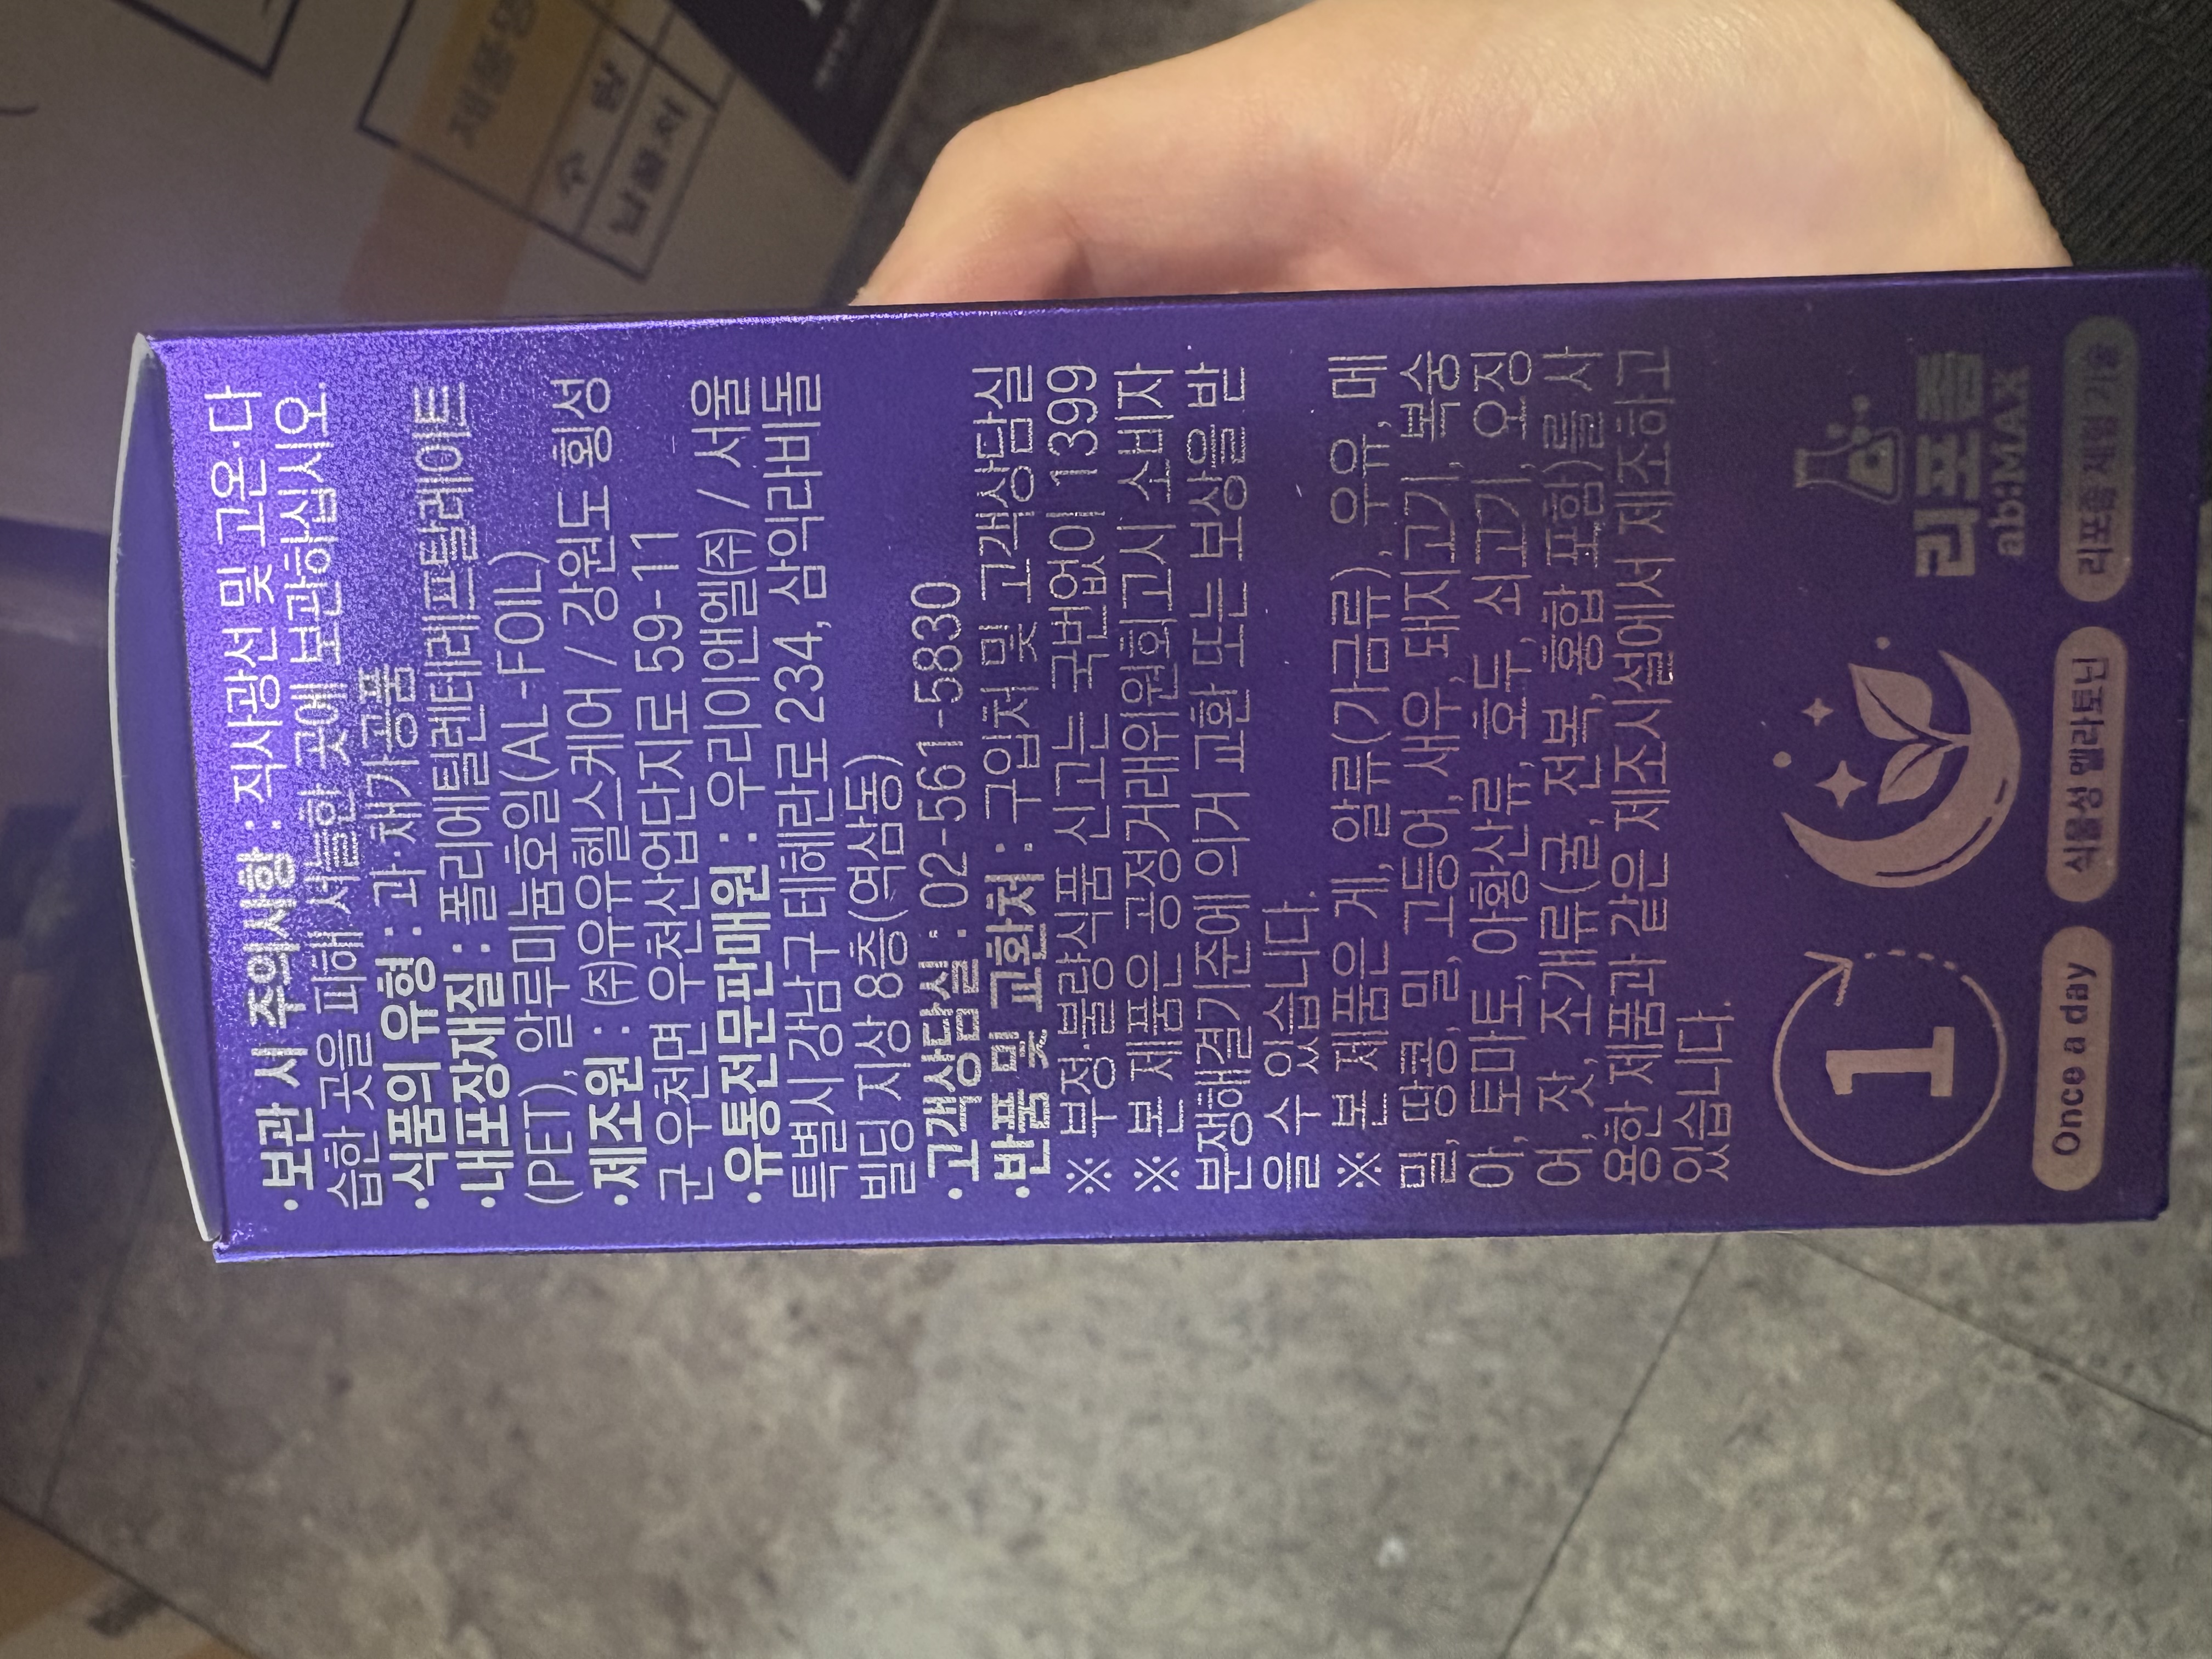 ·보관 시 주의사항 : 직사광선 및 고온·다
습한 곳을 피해 서늘한 곳에 보관하십시오.
·식품의 유형 : 과·채가공품
·내포장재질 : 폴리에틸렌테레프탈레이트
(PET), 알루미늄호일(AL-FOIL)
·제조원 : ㈜유유헬스케어 / 강원도 횡성
군 우천면 우천산업단지로 59-11
·유통전문판매원 : 우리이앤엘㈜ / 서울
특별시 강남구 테헤란로 234, 삼익라비돌
빌딩 지상 8층(역삼동)
·고객상담실 : 02-561-5830
·반품 및 교환처 : 구입처 및 고객상담실
※ 부정·불량식품 신고는 국번없이 1399
※ 본 제품은 공정거래위원회고시 소비자
분쟁해결기준에 의거 교환 또는 보상을 받
을 수 있습니다.
※ 본 제품은 게, 알류(가금류), 우유, 메
밀, 땅콩, 밀, 고등어, 새우, 돼지고기, 복숭
아, 토마토, 아황산류, 호두, 쇠고기, 오징
어, 잣, 조개류(굴, 전복, 홍합 포함)를 사
용한 제품과 같은 제조시설에서 제조하고
있습니다.
1
리포좀
ab:MAX
Once a day
식물성 멜라토닌
리포좀 제형 기술